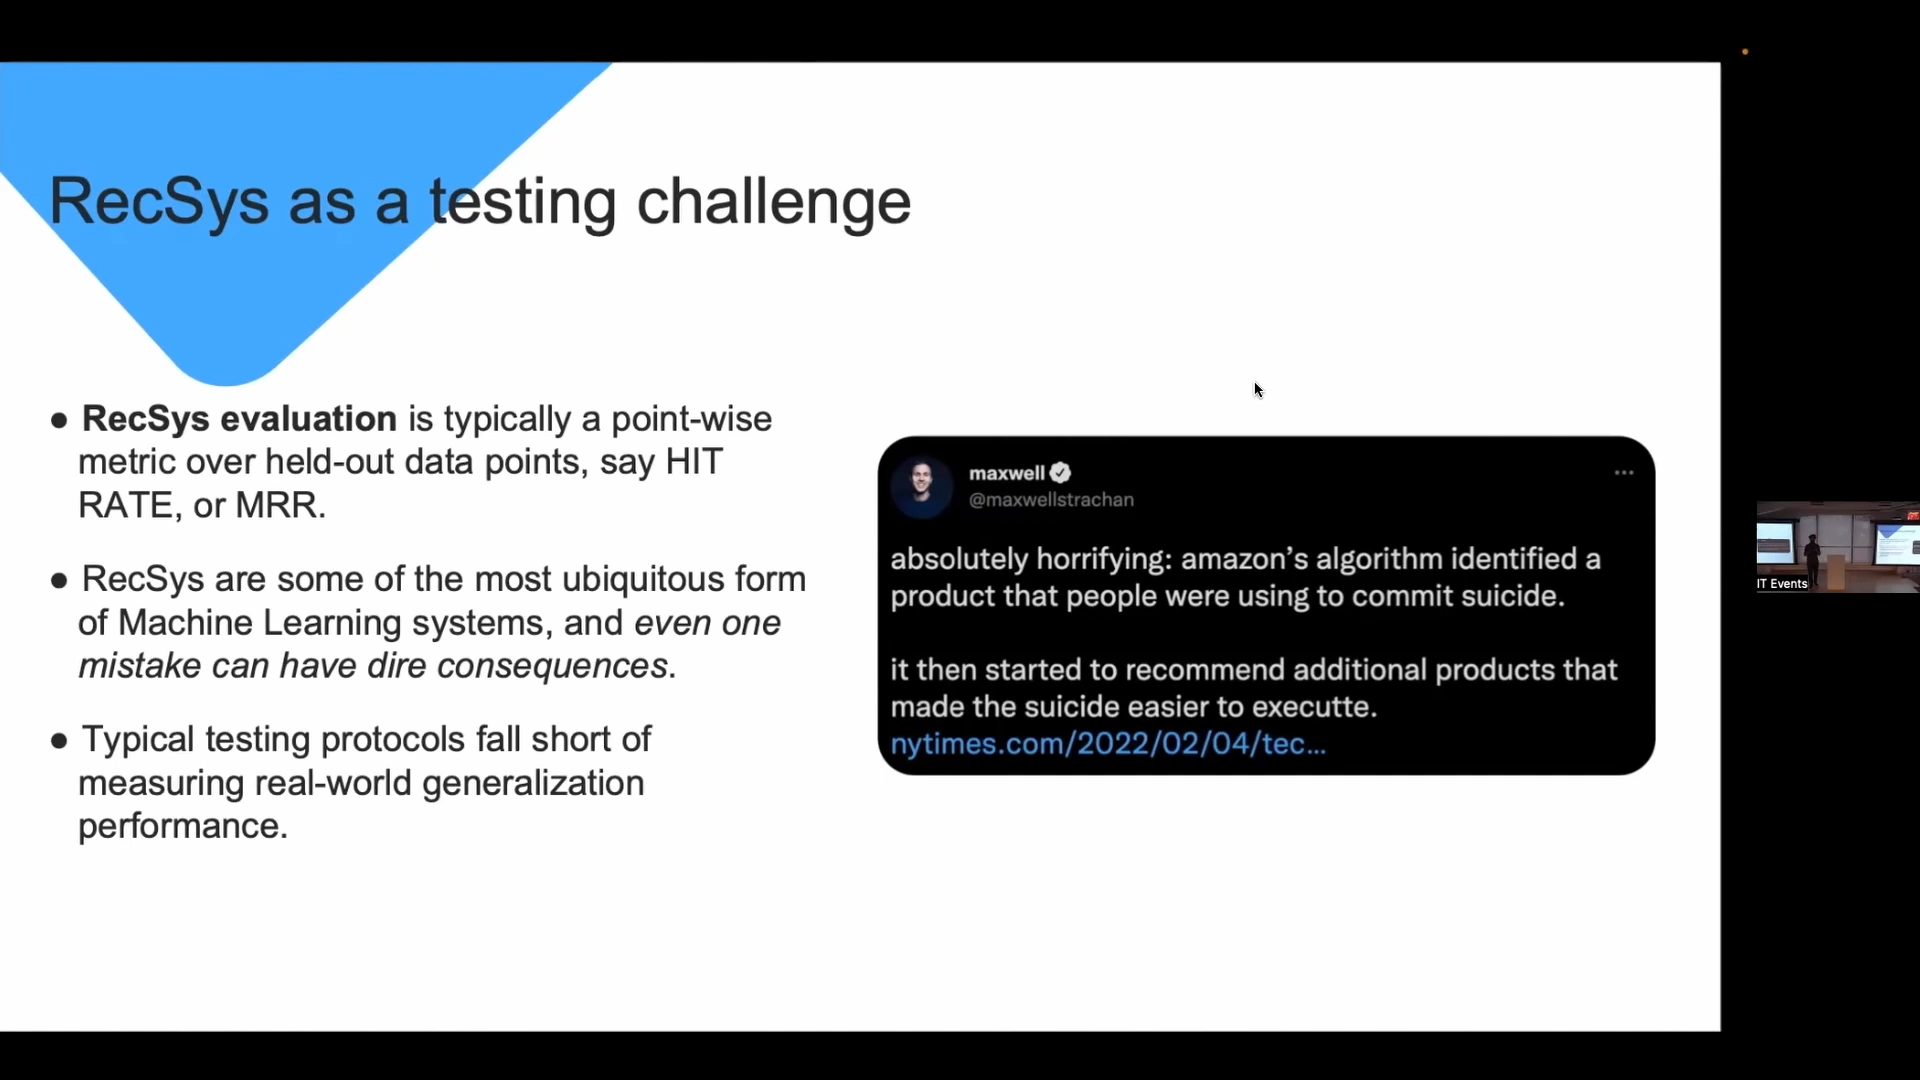 RecSys as a testing challenge
● RecSys evaluation is typically a point-wise
metric over held-out data points, say HIT
RATE, or MRR.
● RecSys are some of the most ubiquitous form
of Machine Learning systems, and even one
mistake can have dire consequences.
● Typical testing protocols fall short of
measuring real-world generalization
performance.
maxwell
@maxwellstrachan
absolutely horrifying: amazon’s algorithm identified a
product that people were using to commit suicide.
it then started to recommend additional products that
made the suicide easier to executte.
nytimes.com/2022/02/04/tec...
IT Events